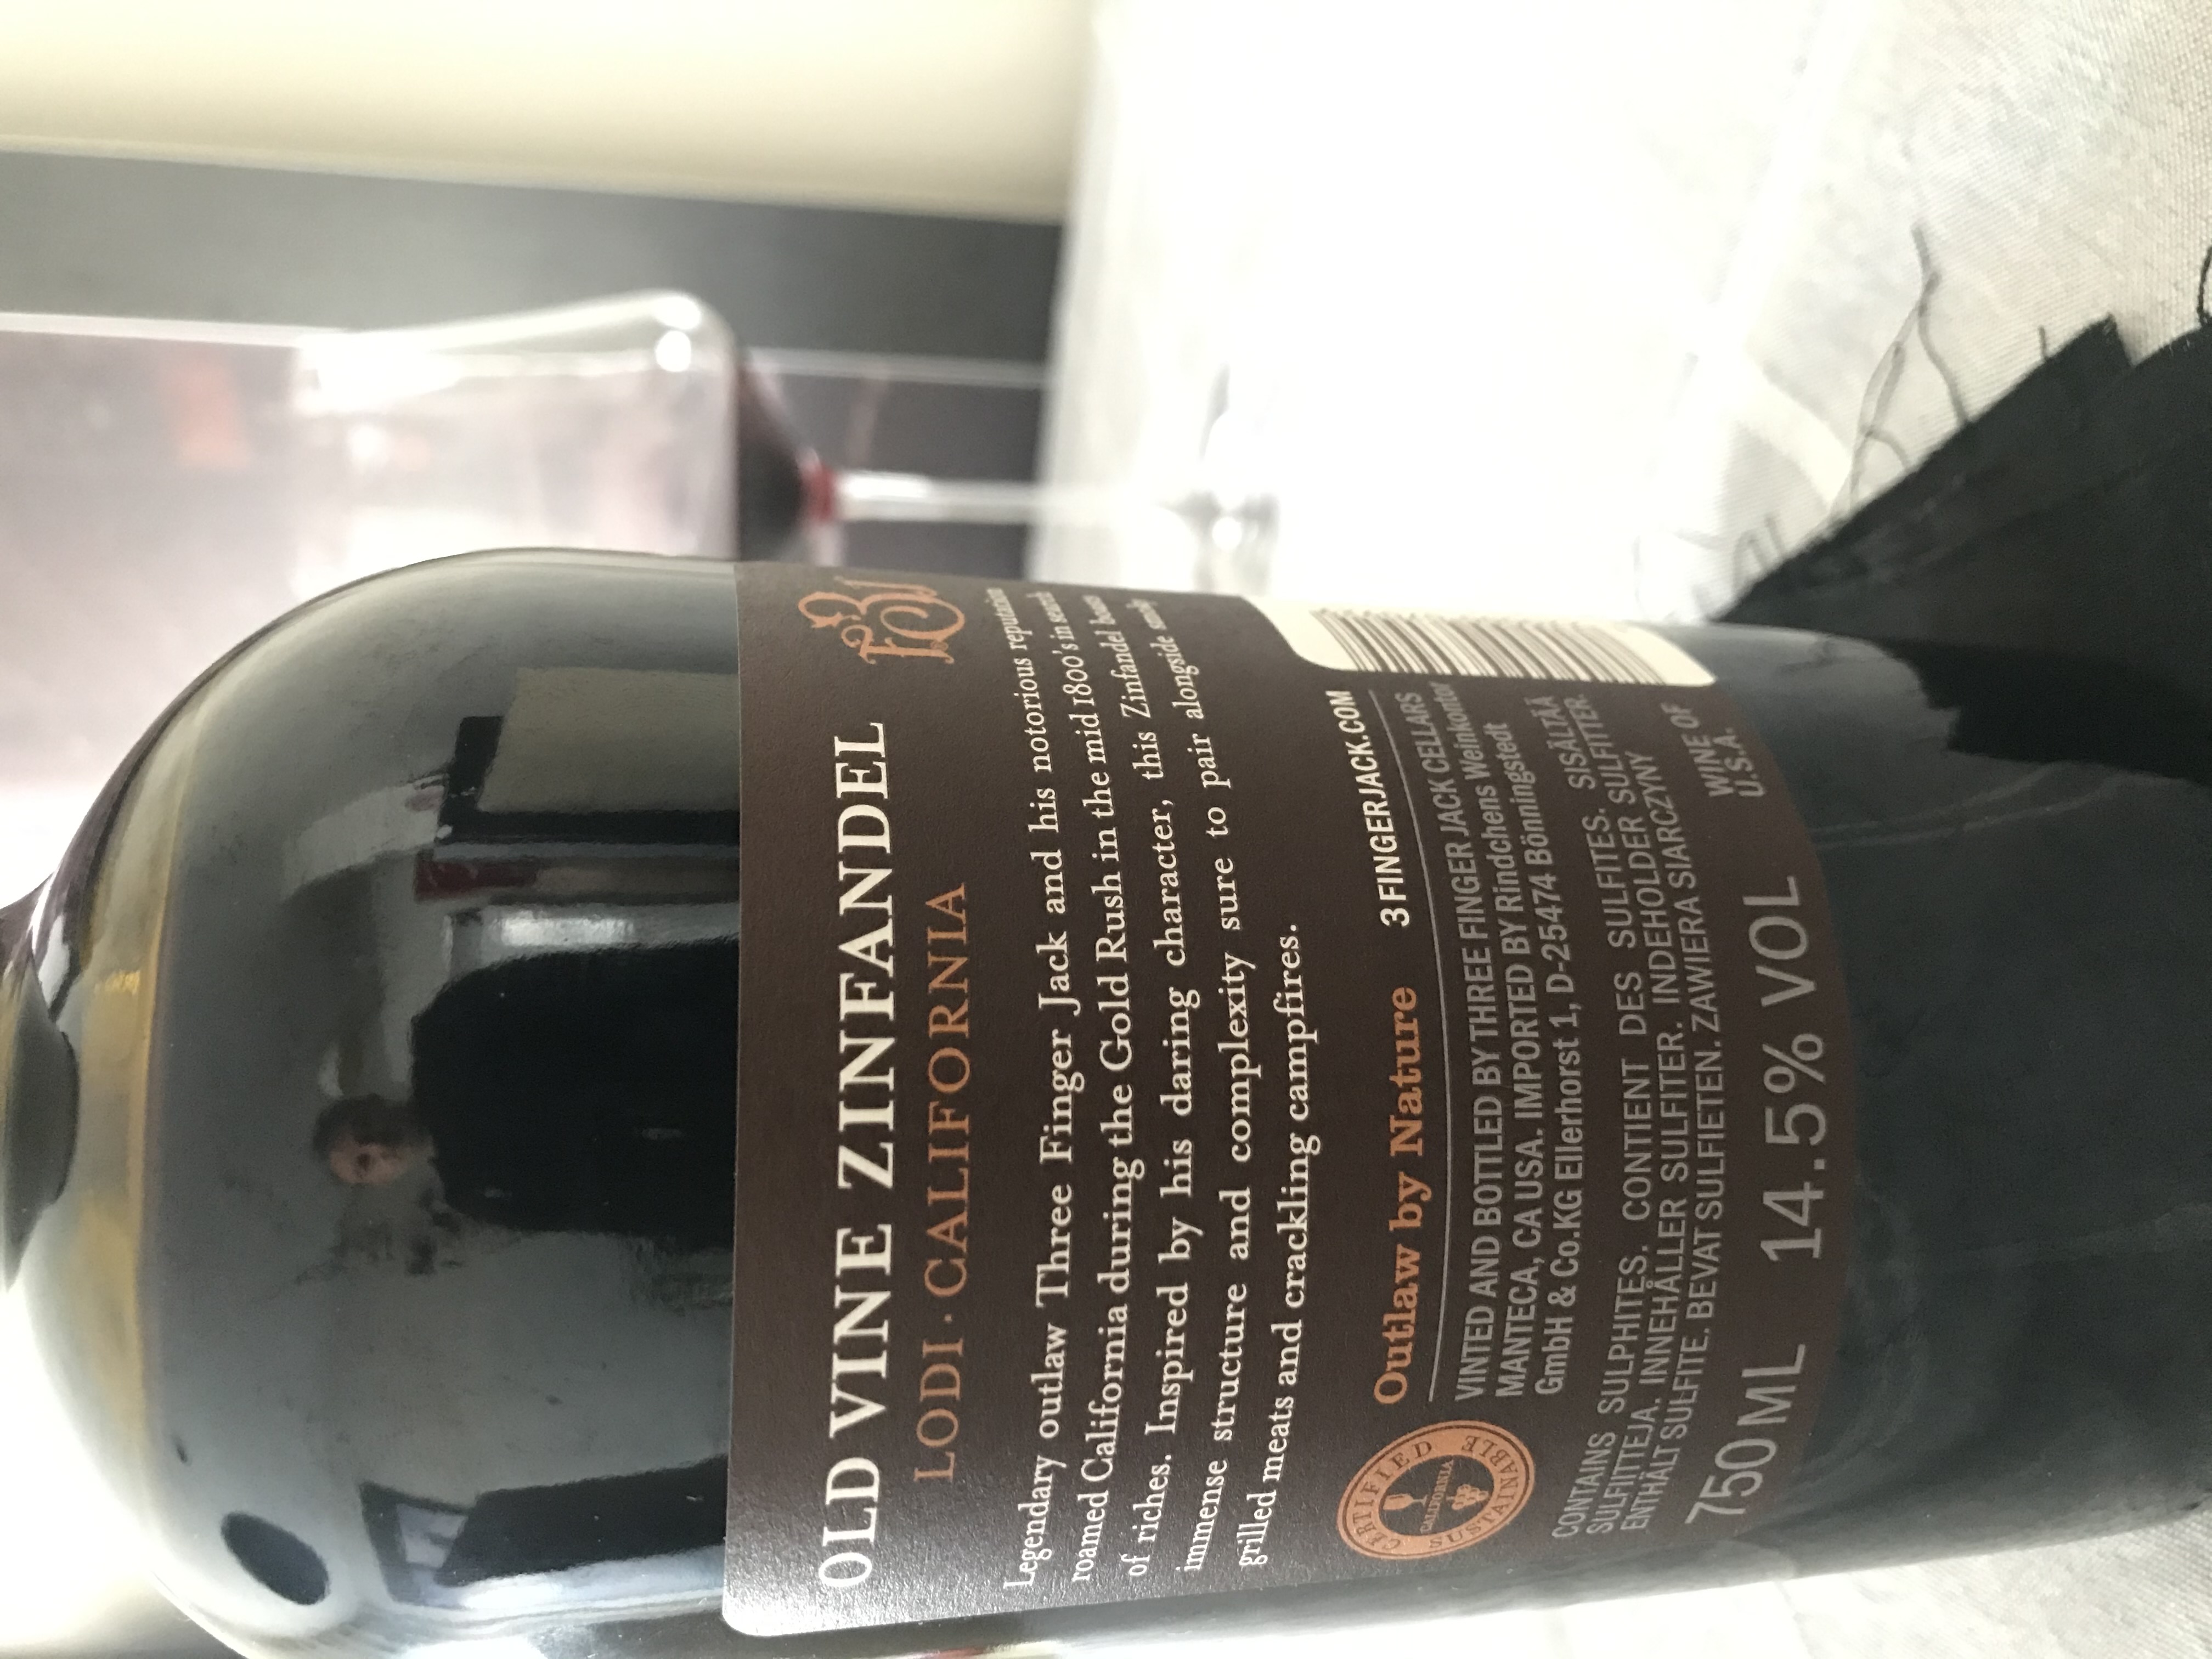 OLD VINE ZINFANDEL
LODI · CALIFORNIA
Legendary outlaw Three Finger Jack and his notorious reputation
roamed California during the Gold Rush in the mid 1800's in search
of riches. Inspired by his daring character, this Zinfandel boasts
immense structure and complexity sure to pair alongside smoky
grilled meats and crackling campfires.
Outlaw by Nature 3FINGERJACK.COM
CERTIFIED
CALIFORNIA
SUSTAINABLE
VINTED AND BOTTLED BY THREE FINGER JACK CELLARS
MANTECA, CA USA. IMPORTED BY Rindchens Weinkontor
GmbH & Co.KG Ellerhorst 1, D-25474 Bönningstedt
CONTAINS SULPHITES. CONTIENT DES SULFITES. SISÄLTÄÄ
SULFIITTEJA. INNEHÅLLER SULFITER. INDEHOLDER SULFITTER.
ENTHÄLT SULFITE. BEVAT SULFIETEN. ZAWIERA SIARCZYNY
750 ML 14.5% VOL
WINE OF
U.S.A.